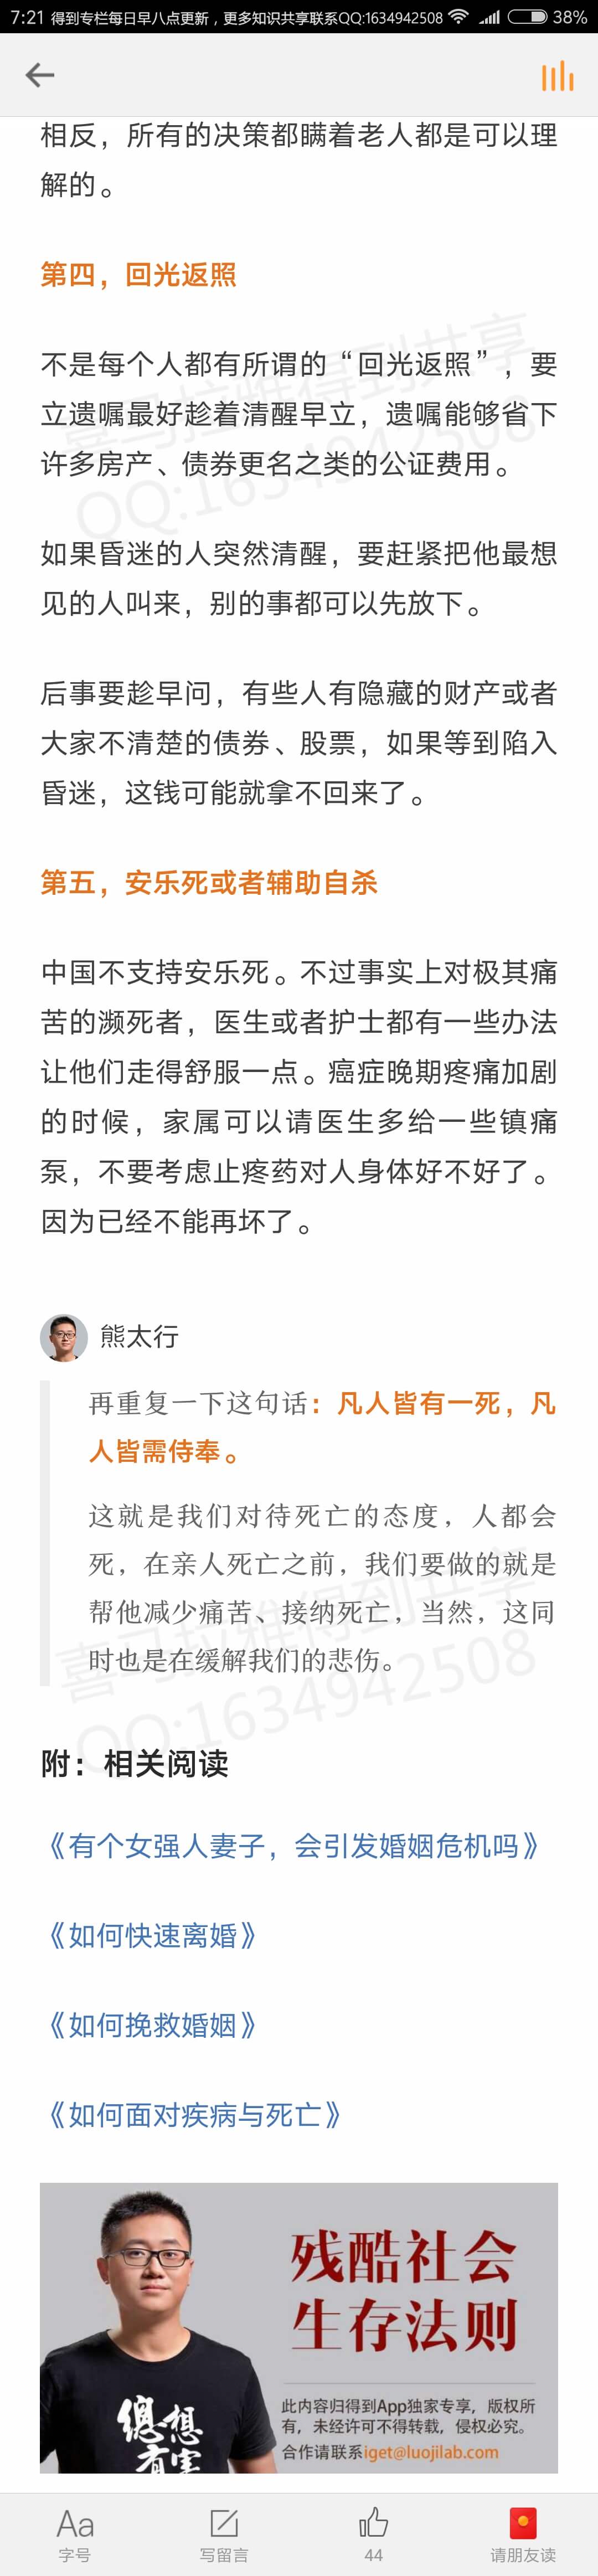 7:21 得到专栏每日早八点更新，更多知识共享联系QQ:1634942508 38%
相反，所有的决策都瞒着老人都是可以理
解的。
第四，回光返照
不是每个人都有所谓的“回光返照”，要
立遗嘱最好趁着清醒早立，遗嘱能够省下
许多房产、债券更名之类的公证费用。
喜马拉雅得到共享
QQ:1634942508
如果昏迷的人突然清醒，要赶紧把他最想
见的人叫来，别的事都可以先放下。
后事要趁早问，有些人有隐藏的财产或者
大家不清楚的债券、股票，如果等到陷入
昏迷，这钱可能就拿不回来了。
第五，安乐死或者辅助自杀
中国不支持安乐死。不过事实上对极其痛
苦的濒死者，医生或者护士都有一些办法
让他们走得舒服一点。癌症晚期疼痛加剧
的时候，家属可以请医生多给一些镇痛
泵，不要考虑止疼药对人身体好不好了。
因为已经不能再坏了。
熊太行
再重复一下这句话：凡人皆有一死，凡
人皆需侍奉。
这就是我们对待死亡的态度，人都会
死，在亲人死亡之前，我们要做的就是
帮他减少痛苦、接纳死亡，当然，这同
时也是在缓解我们的悲伤。
喜马拉雅得到共享
QQ:1634942508
附：相关阅读
《有个女强人妻子，会引发婚姻危机吗》
《如何快速离婚》
《如何挽救婚姻》
《如何面对疾病与死亡》
残酷社会
生存法则
此内容归得到App独家专享，版权所
有，未经许可不得转载，侵权必究。
合作请联系iget@luojilab.com
Aa
字号
写留言
44
请朋友读